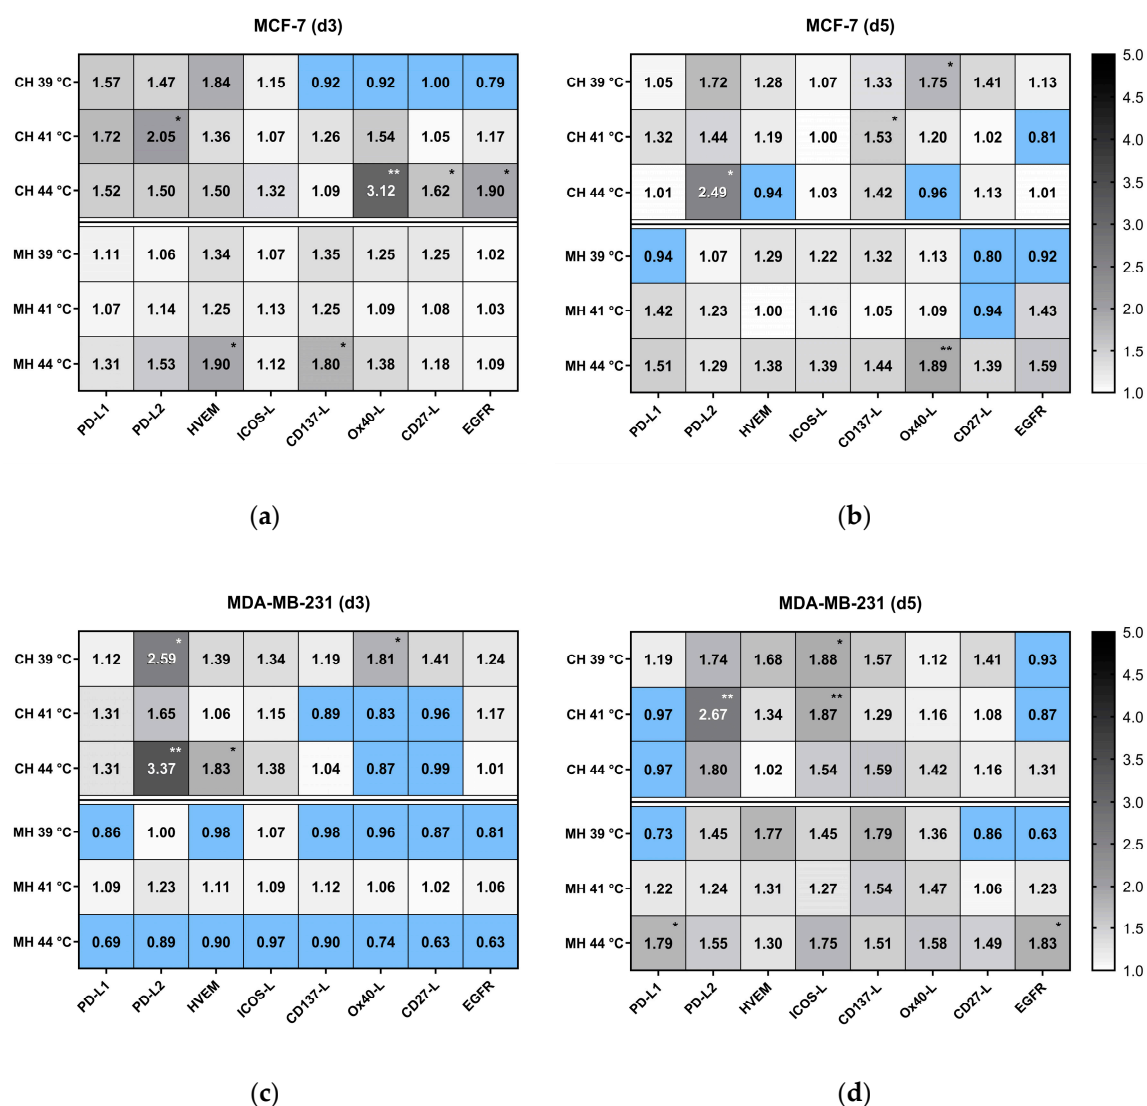 MCF-7 (d3)
CH 39 °C 1.57 1.47 1.84 1.15 0.92 0.92 1.00 0.79
CH 41 °C 1.72 2.05* 1.36 1.07 1.26 1.54 1.05 1.17
CH 44 °C 1.52 1.50 1.50 1.32 1.09 3.12** 1.62* 1.90*
MH 39 °C 1.11 1.06 1.34 1.07 1.35 1.25 1.25 1.02
MH 41 °C 1.07 1.14 1.25 1.13 1.25 1.09 1.08 1.03
MH 44 °C 1.31 1.53 1.90* 1.12 1.80* 1.38 1.18 1.09
PD-L1 PD-L2 HVEM ICOS-L CD137-L Ox40-L CD27-L EGFR
(a)
MCF-7 (d5)
CH 39 °C 1.05 1.72 1.28 1.07 1.33 1.75* 1.41 1.13
CH 41 °C 1.32 1.44 1.19 1.00 1.53* 1.20 1.02 0.81
CH 44 °C 1.01 2.49* 0.94 1.03 1.42 0.96 1.13 1.01
MH 39 °C 0.94 1.07 1.29 1.22 1.32 1.13 0.80 0.92
MH 41 °C 1.42 1.23 1.00 1.16 1.05 1.09 0.94 1.43
MH 44 °C 1.51 1.29 1.38 1.39 1.44 1.89** 1.39 1.59
PD-L1 PD-L2 HVEM ICOS-L CD137-L Ox40-L CD27-L EGFR
5.0
4.5
4.0
3.5
3.0
2.5
2.0
1.5
1.0
(b)
MDA-MB-231 (d3)
CH 39 °C 1.12 2.59* 1.39 1.34 1.19 1.81* 1.41 1.24
CH 41 °C 1.31 1.65 1.06 1.15 0.89 0.83 0.96 1.17
CH 44 °C 1.31 3.37** 1.83* 1.38 1.04 0.87 0.99 1.01
MH 39 °C 0.86 1.00 0.98 1.07 0.98 0.96 0.87 0.81
MH 41 °C 1.09 1.23 1.11 1.09 1.12 1.06 1.02 1.06
MH 44 °C 0.69 0.89 0.90 0.97 0.90 0.74 0.63 0.63
PD-L1 PD-L2 HVEM ICOS-L CD137-L Ox40-L CD27-L EGFR
(c)
MDA-MB-231 (d5)
CH 39 °C 1.19 1.74 1.68 1.88* 1.57 1.12 1.41 0.93
CH 41 °C 0.97 2.67** 1.34 1.87** 1.29 1.16 1.08 0.87
CH 44 °C 0.97 1.80 1.02 1.54 1.59 1.42 1.16 1.31
MH 39 °C 0.73 1.45 1.77 1.45 1.79 1.36 0.86 0.63
MH 41 °C 1.22 1.24 1.31 1.27 1.54 1.47 1.06 1.23
MH 44 °C 1.79* 1.55 1.30 1.75 1.51 1.58 1.49 1.83*
PD-L1 PD-L2 HVEM ICOS-L CD137-L Ox40-L CD27-L EGFR
5.0
4.5
4.0
3.5
3.0
2.5
2.0
1.5
1.0
(d)